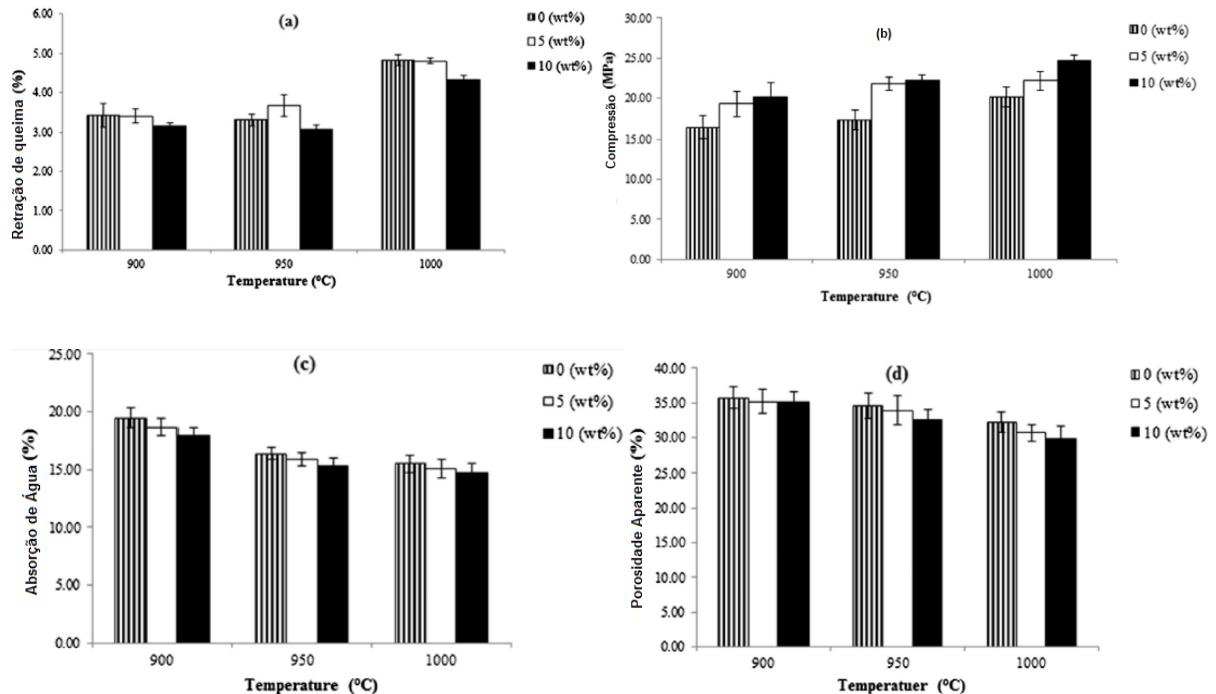 (a)
0 (wt%)
5 (wt%)
10 (wt%)
Retração de queima (%)
6.00
5.00
4.00
3.00
2.00
1.00
0.00
900
950
1000
Temperature (ºC)
(b)
0 (wt%)
5 (wt%)
10 (wt%)
Compressão (MPa)
30.00
25.00
20.00
15.00
10.00
5.00
0.00
900
950
1000
Temperature (ºC)
(c)
0 (wt%)
5 (wt%)
10 (wt%)
Absorção de Água (%)
25.00
20.00
15.00
10.00
5.00
0.00
900
950
1000
Temperature (ºC)
(d)
0 (wt%)
5 (wt%)
10 (wt%)
Porosidade Aparente (%)
40.00
35.00
30.00
25.00
20.00
15.00
10.00
5.00
0.00
900
950
1000
Temperatuer (ºC)